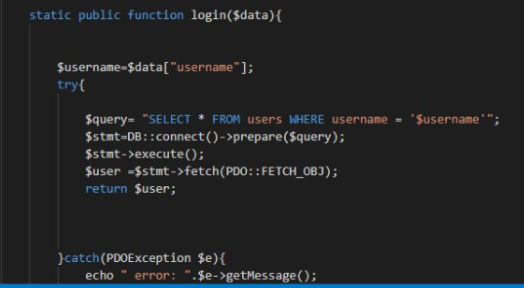 static public function login($data){
$username=$data["username"];
try{
$query= "SELECT * FROM users WHERE username = '$username'";
$stmt=DB::connect()->prepare($query);
$stmt->execute();
$user =$stmt->fetch(PDO::FETCH_OBJ);
return $user;
}catch(PDOException $e){
echo " error: ".$e->getMessage();